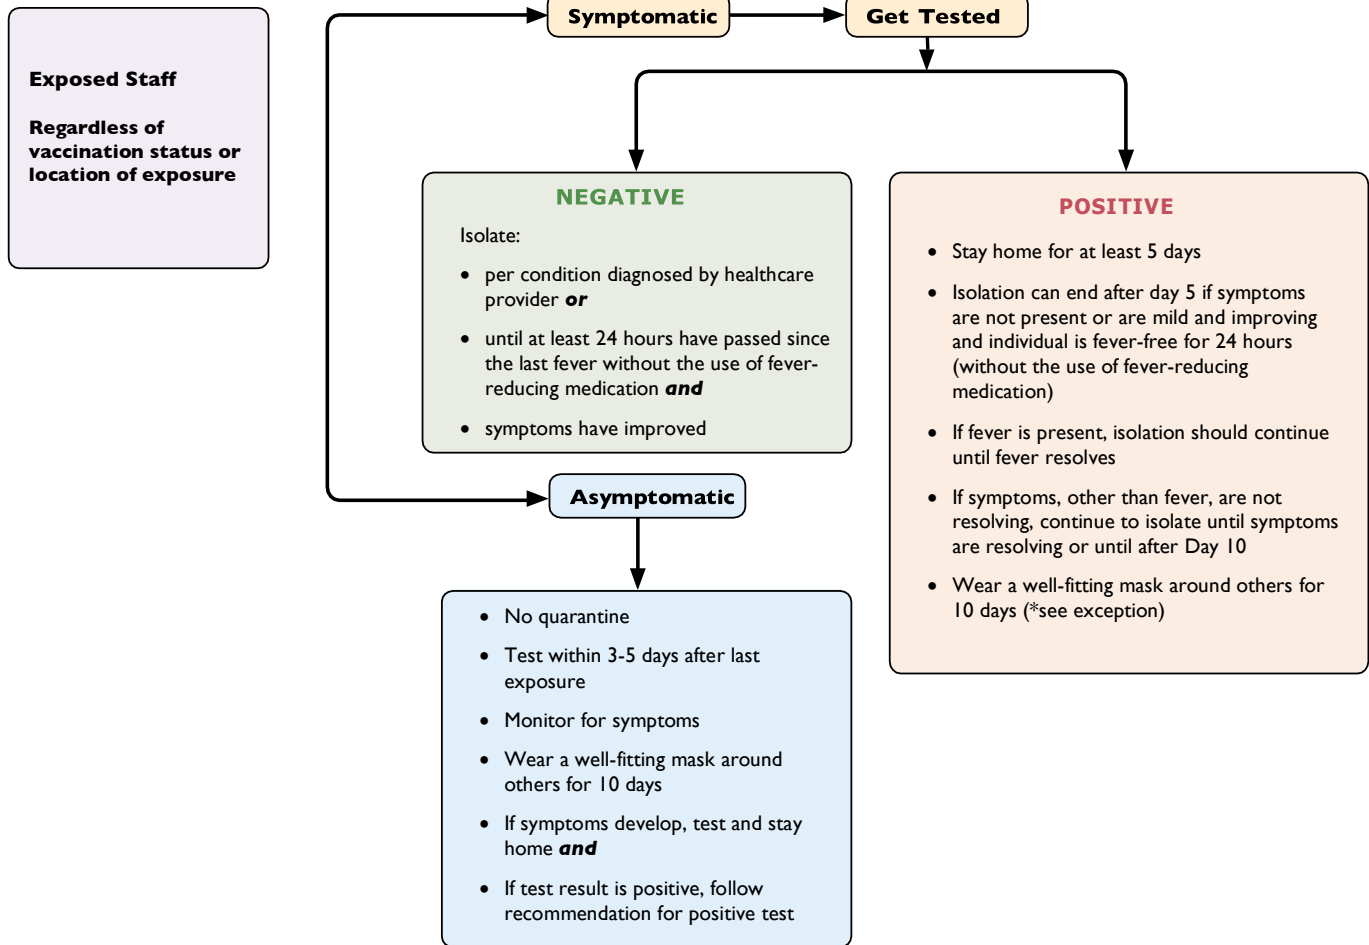 Exposed Staff
Regardless of
vaccination status or
location of exposure
Symptomatic
Get Tested
NEGATIVE
Isolate:
• per condition diagnosed by healthcare
provider or
• until at least 24 hours have passed since
the last fever without the use of fever-
reducing medication and
• symptoms have improved
POSITIVE
• Stay home for at least 5 days
• Isolation can end after day 5 if symptoms
are not present or are mild and improving
and individual is fever-free for 24 hours
(without the use of fever-reducing
medication)
• If fever is present, isolation should continue
until fever resolves
• If symptoms, other than fever, are not
resolving, continue to isolate until symptoms
are resolving or until after Day 10
• Wear a well-fitting mask around others for
10 days (*see exception)
Asymptomatic
• No quarantine
• Test within 3-5 days after last
exposure
• Monitor for symptoms
• Wear a well-fitting mask around
others for 10 days
• If symptoms develop, test and stay
home and
• If test result is positive, follow
recommendation for positive test